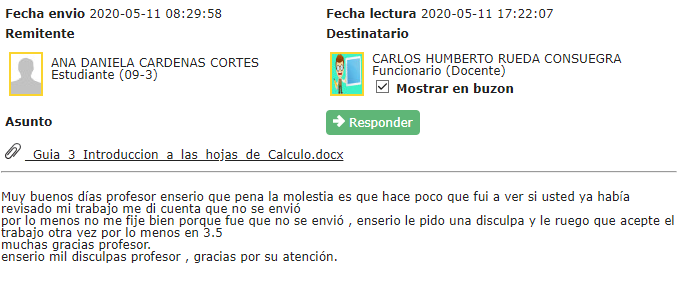 Fecha envio 2020-05-11 08:29:58
Fecha lectura 2020-05-11 17:22:07
Remitente
Destinatario
ANA DANIELA CARDENAS CORTES
Estudiante (09-3)
CARLOS HUMBERTO RUEDA CONSUEGRA
Funcionario (Docente)
Mostrar en buzon
Asunto
Responder
_Guia_3_Introduccion_a_las_hojas_de_Calculo.docx
Muy buenos días profesor enserio que pena la molestia es que hace poco que fui a ver si usted ya había
revisado mi trabajo me di cuenta que no se envió
por lo menos no me fije bien porque fue que no se envió , enserio le pido una disculpa y le ruego que acepte el
trabajo otra vez por lo menos en 3.5
muchas gracias profesor.
enserio mil disculpas profesor , gracias por su atención.